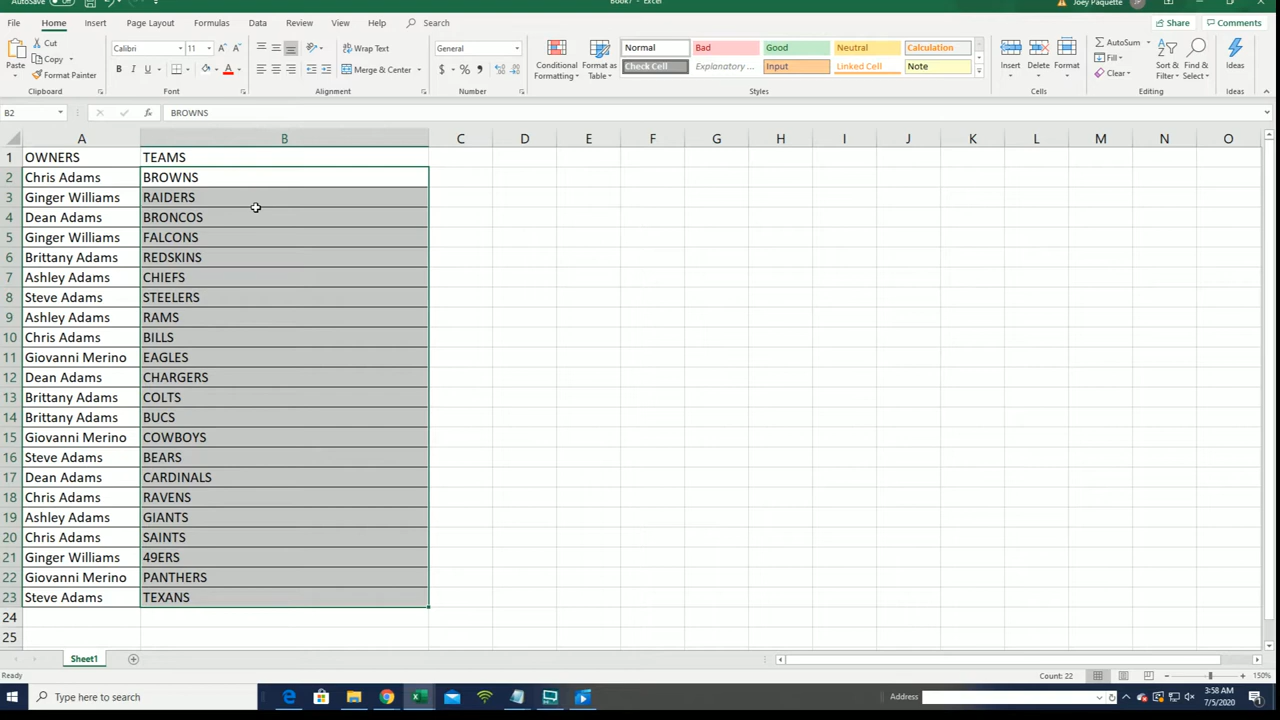 AutoSave Off
Book7 - Excel
Joey Paquette JP
File Home Insert Page Layout Formulas Data Review View Help Search
Share Comments
Paste
Cut
Copy
Format Painter
Clipboard
Calibri 11
B I U
Font
Wrap Text
Merge & Center
Alignment
General
$ % ,
Number
Conditional Formatting
Format as Table
Normal Bad Good Neutral Calculation
Check Cell Explanatory ... Input Linked Cell Note
Styles
Insert Delete Format
Cells
AutoSum
Fill
Clear
Sort & Filter
Find & Select
Editing
Ideas
Ideas
B2 fx BROWNS
A B C D E F G H I J K L M N O
1 OWNERS TEAMS
2 Chris Adams BROWNS
3 Ginger Williams RAIDERS
4 Dean Adams BRONCOS
5 Ginger Williams FALCONS
6 Brittany Adams REDSKINS
7 Ashley Adams CHIEFS
8 Steve Adams STEELERS
9 Ashley Adams RAMS
10 Chris Adams BILLS
11 Giovanni Merino EAGLES
12 Dean Adams CHARGERS
13 Brittany Adams COLTS
14 Brittany Adams BUCS
15 Giovanni Merino COWBOYS
16 Steve Adams BEARS
17 Dean Adams CARDINALS
18 Chris Adams RAVENS
19 Ashley Adams GIANTS
20 Chris Adams SAINTS
21 Ginger Williams 49ERS
22 Giovanni Merino PANTHERS
23 Steve Adams TEXANS
24
25
Sheet1
Ready
Count: 22
150%
Type here to search
Address
3:58 AM
7/5/2020